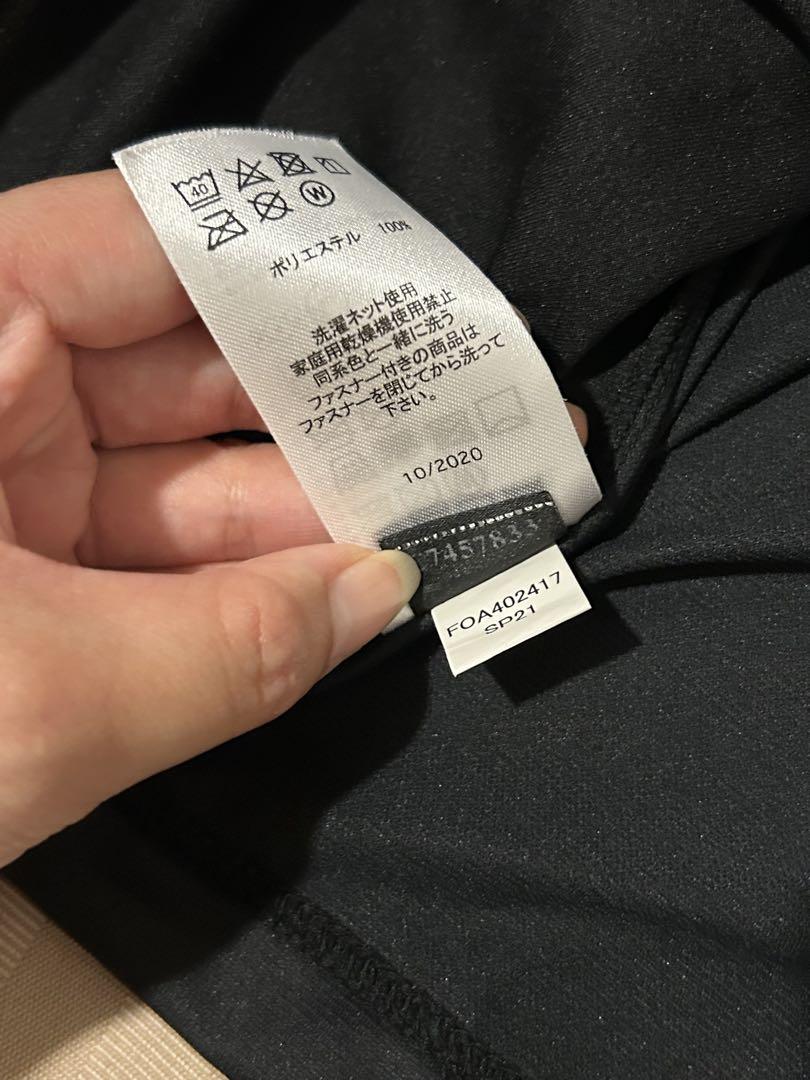 40
W
ポリエステル 100%
洗濯ネット使用
家庭用乾燥機使用禁止
同系色と一緒に洗う
ファスナー付きの商品は
ファスナーを閉じてから洗って
下さい。
10/2020
7457833
FOA402417
SP21